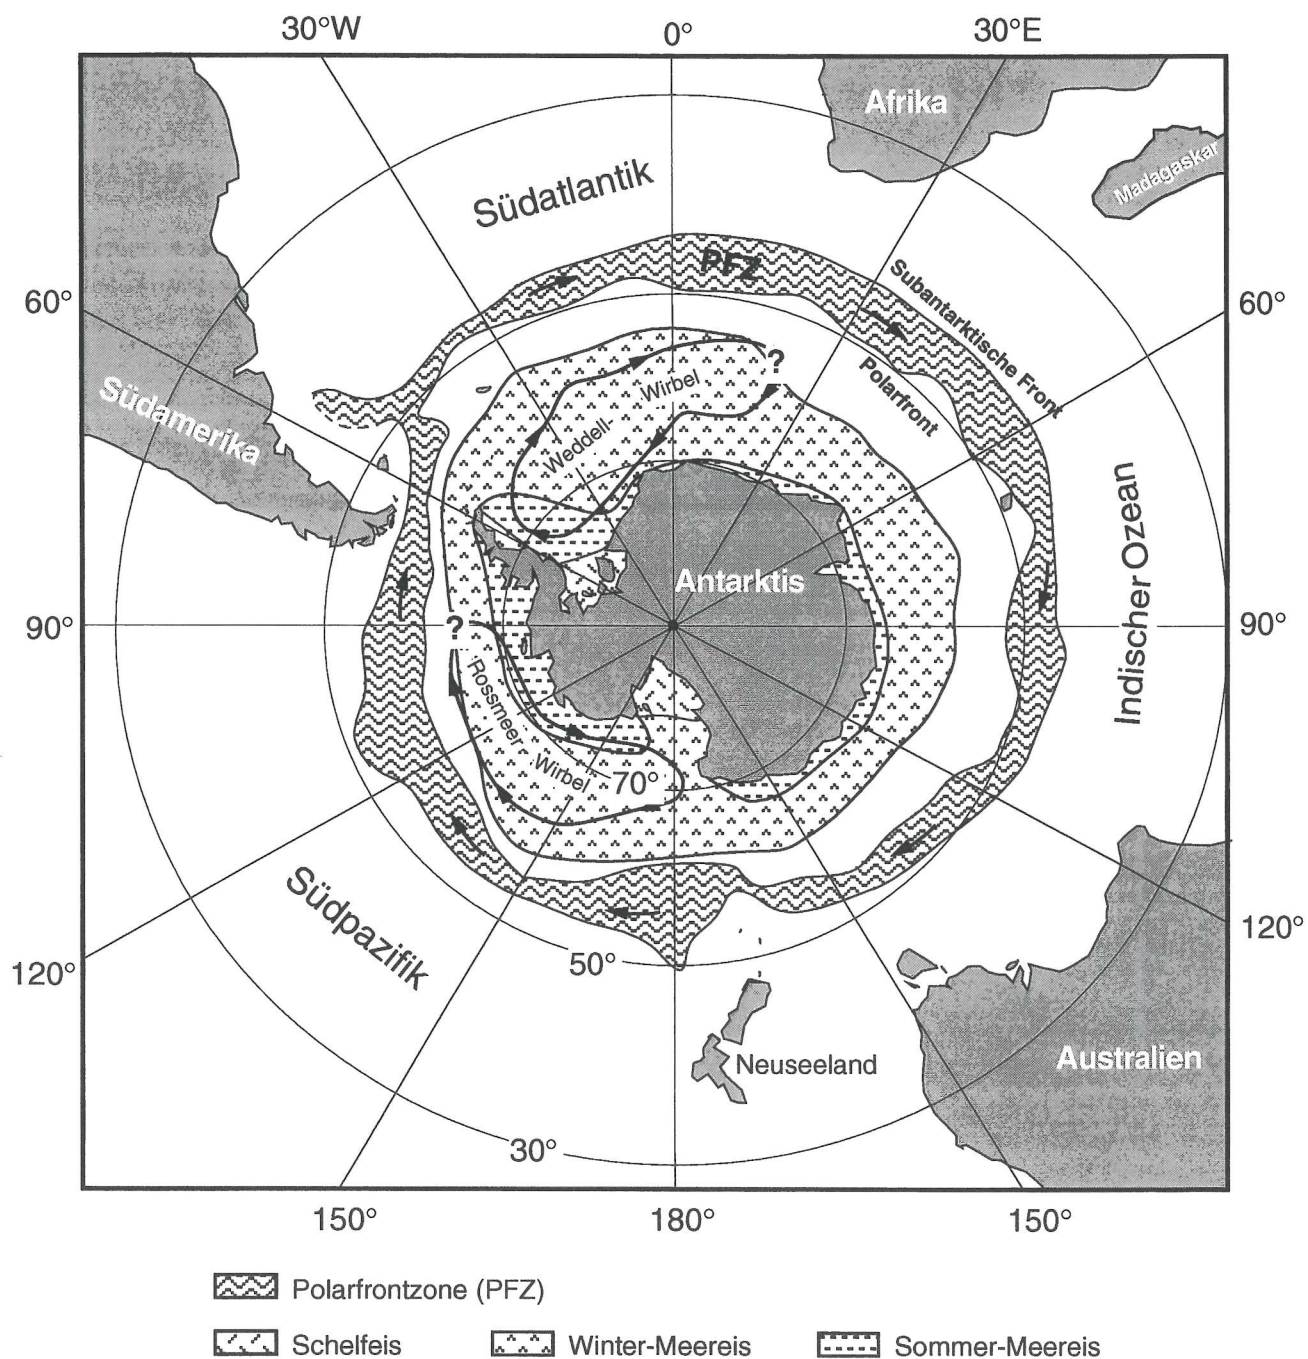 30°W
0°
30°E
Afrika
Madagaskar
Südatlantik
PFZ
Subantarktische Front
60°
60°
?
Wirbel
Polarfront
Südamerika
Weddell-
Indischer Ozean
Antarktis
90°
?
90°
Rossmeer
Wirbel
70°
Südpazifik
120°
120°
50°
Neuseeland
Australien
30°
150°
180°
150°
Polarfrontzone (PFZ)
Schelfeis
Winter-Meereis
Sommer-Meereis